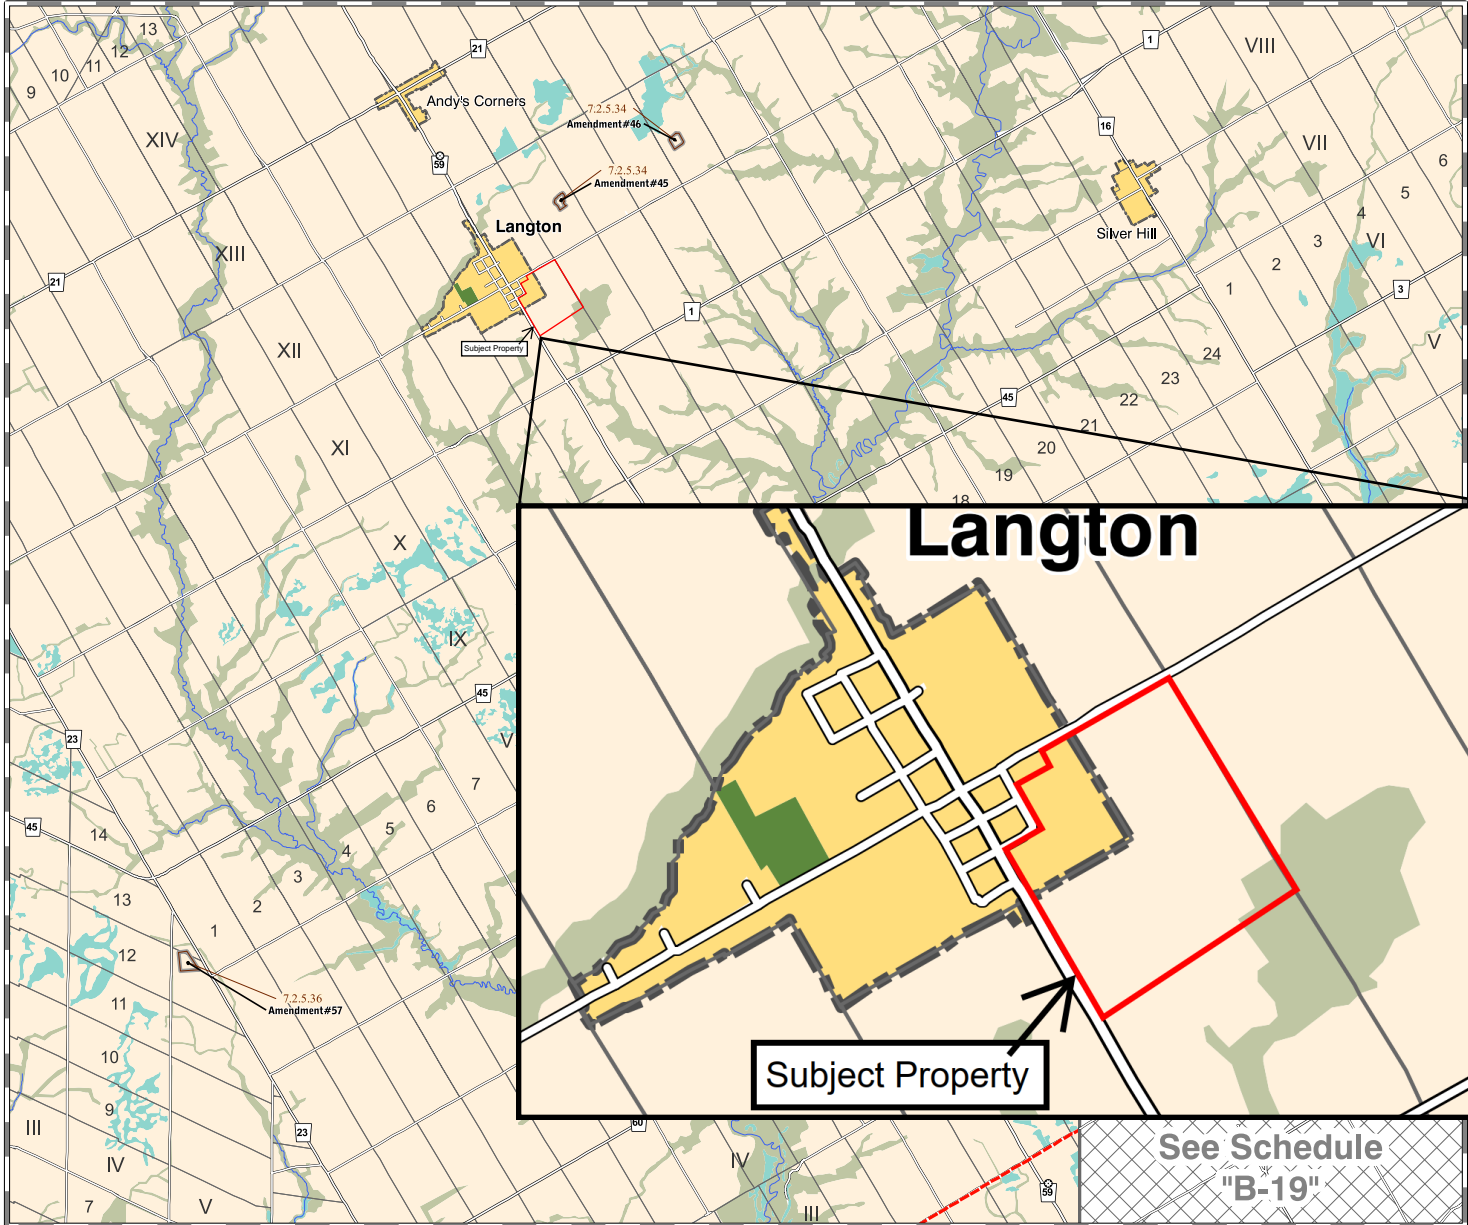 13
12
11
10
9
21
1
VIII
Andy's Corners
7.2.5.34
Amendment#46
XIV
59
16
VII
6
7.2.5.34
Amendment#45
5
4
Langton
Silver Hill
3
VI
XIII
2
21
1
3
1
V
Subject Property
XII
24
23
45
22
21
XI
20
19
18
X
Langton
IX
45
23
V
7
6
45
5
14
4
3
13
2
1
12
7.2.5.36
Amendment#57
11
10
Subject Property
9
III
23
60
See Schedule
"B-19"
IV
IV
59
7
V
III